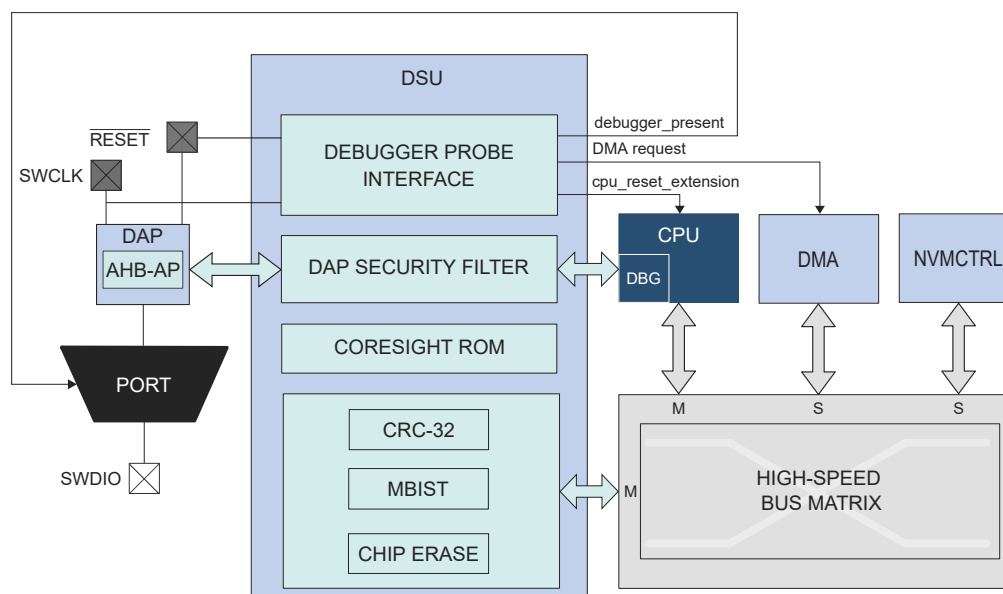 DSU
debugger_present
DEBUGGER PROBE
INTERFACE
DMA request
cpu_reset_extension
RESET
SWCLK
DAP
AHB-AP
DAP SECURITY FILTER
CPU
DBG
DMA
NVMCTRL
CORESIGHT ROM
PORT
SWDIO
CRC-32
MBIST
CHIP ERASE
M
S
S
M
HIGH-SPEED
BUS MATRIX